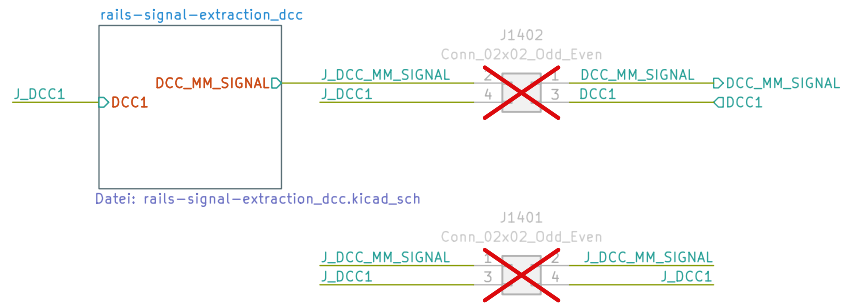 rails-signal-extraction_dcc
J_DCC1
DCC1
DCC_MM_SIGNAL
Datei: rails-signal-extraction_dcc.kicad_sch
J1402
Conn_02x02_Odd_Even
J_DCC_MM_SIGNAL 2 1 DCC_MM_SIGNAL DCC_MM_SIGNAL
J_DCC1 4 3 DCC1 DCC1
J1401
Conn_02x02_Odd_Even
J_DCC_MM_SIGNAL 1 2 J_DCC_MM_SIGNAL
J_DCC1 3 4 J_DCC1